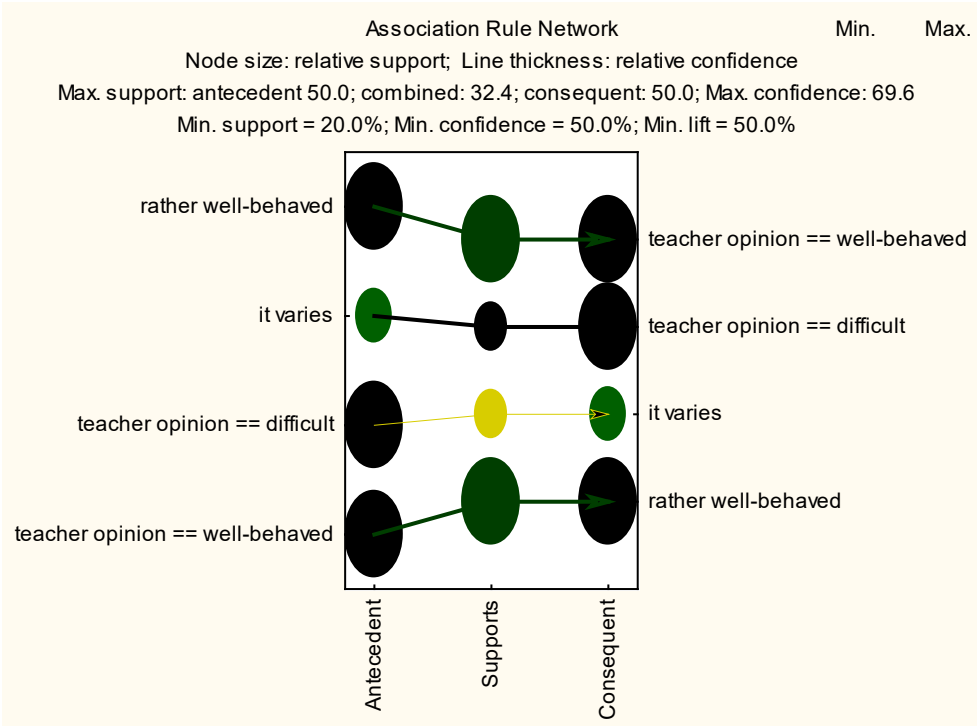 Association Rule Network Min. Max.
Node size: relative support;  Line thickness: relative confidence
Max. support: antecedent 50.0; combined: 32.4; consequent: 50.0; Max. confidence: 69.6
Min. support = 20.0%; Min. confidence = 50.0%; Min. lift = 50.0%
rather well-behaved
teacher opinion == well-behaved
it varies
teacher opinion == difficult
it varies
teacher opinion == difficult
rather well-behaved
teacher opinion == well-behaved
Antecedent
Supports
Consequent